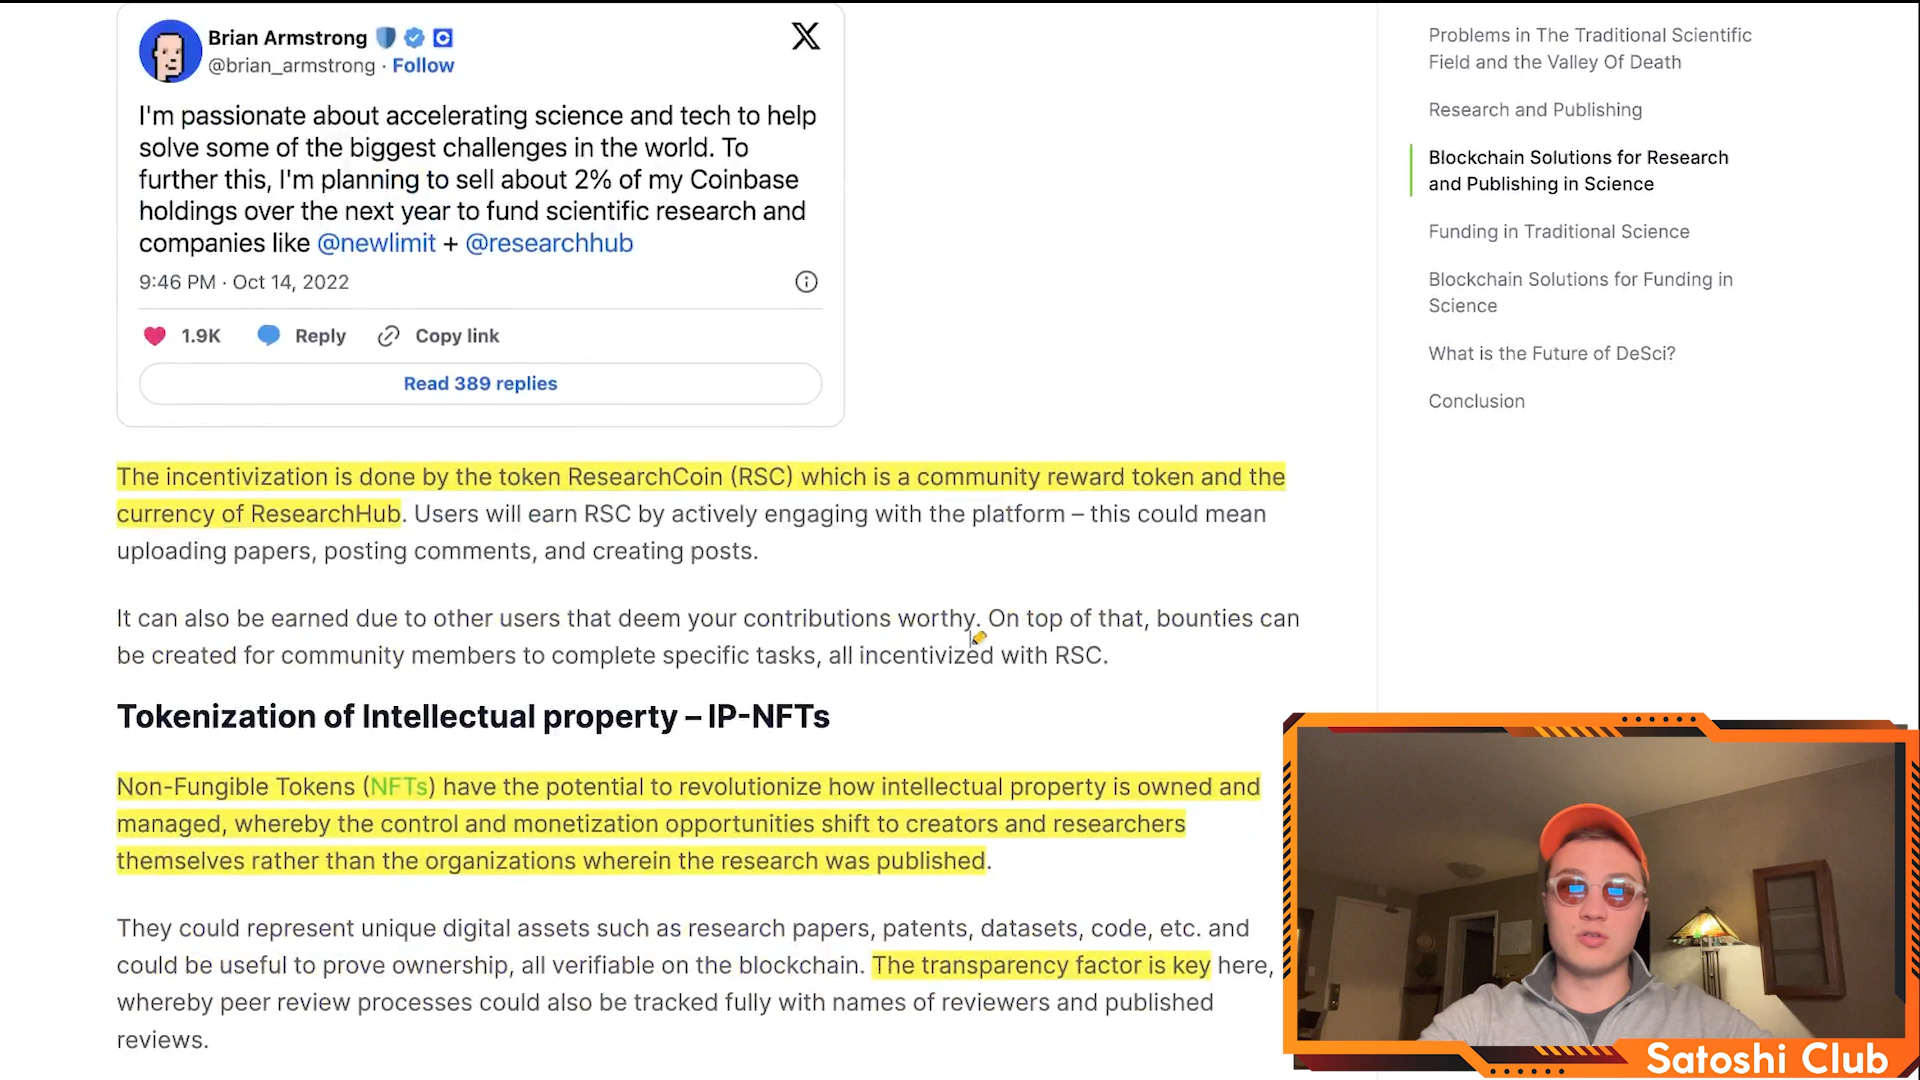 Brian Armstrong
@brian_armstrong · Follow
I'm passionate about accelerating science and tech to help
solve some of the biggest challenges in the world. To
further this, I'm planning to sell about 2% of my Coinbase
holdings over the next year to fund scientific research and
companies like @newlimit + @researchhub
9:46 PM · Oct 14, 2022
1.9K Reply Copy link
Read 389 replies
The incentivization is done by the token ResearchCoin (RSC) which is a community reward token and the
currency of ResearchHub. Users will earn RSC by actively engaging with the platform – this could mean
uploading papers, posting comments, and creating posts.
It can also be earned due to other users that deem your contributions worthy. On top of that, bounties can
be created for community members to complete specific tasks, all incentivized with RSC.
Tokenization of Intellectual property – IP-NFTs
Non-Fungible Tokens (NFTs) have the potential to revolutionize how intellectual property is owned and
managed, whereby the control and monetization opportunities shift to creators and researchers
themselves rather than the organizations wherein the research was published.
They could represent unique digital assets such as research papers, patents, datasets, code, etc. and
could be useful to prove ownership, all verifiable on the blockchain. The transparency factor is key here,
whereby peer review processes could also be tracked fully with names of reviewers and published
reviews.
Problems in The Traditional Scientific
Field and the Valley Of Death
Research and Publishing
Blockchain Solutions for Research
and Publishing in Science
Funding in Traditional Science
Blockchain Solutions for Funding in
Science
What is the Future of DeSci?
Conclusion
Satoshi Club